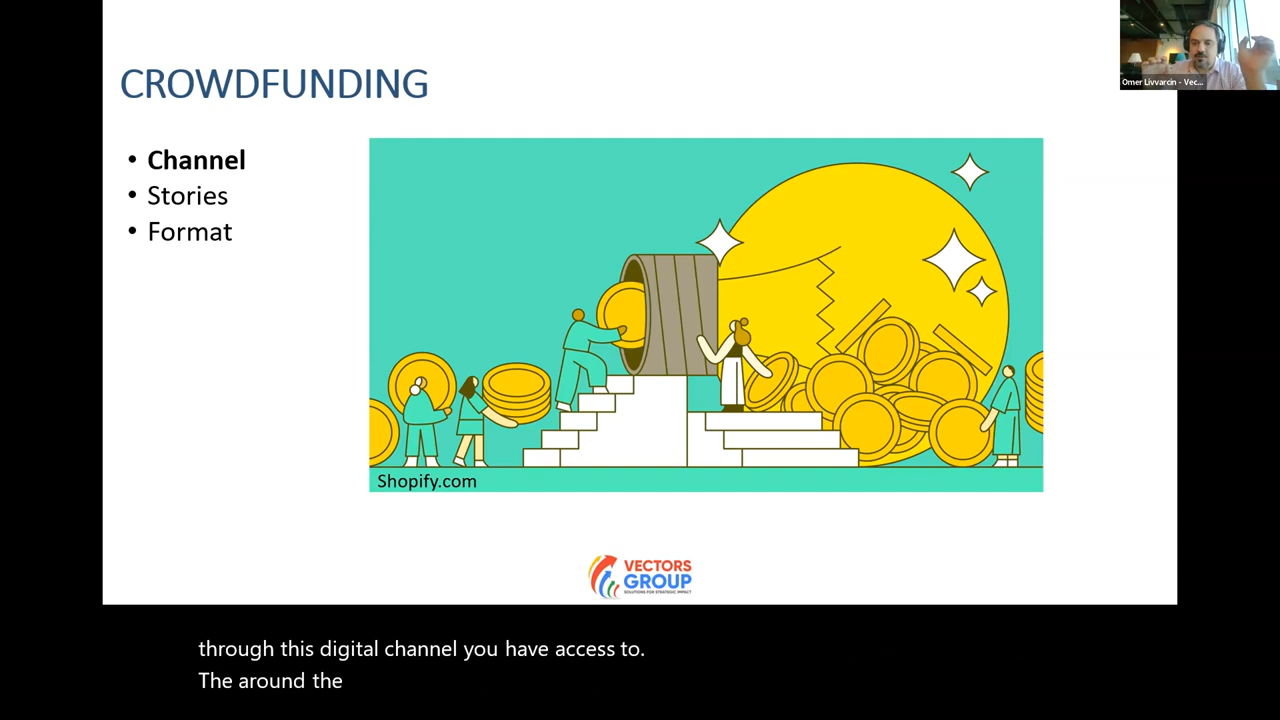 Omer Livvarcin - Vec...
CROWDFUNDING
• Channel
• Stories
• Format
Shopify.com
VECTORS
GROUP
SOLUTIONS FOR STRATEGIC IMPACT
through this digital channel you have access to.
The around the